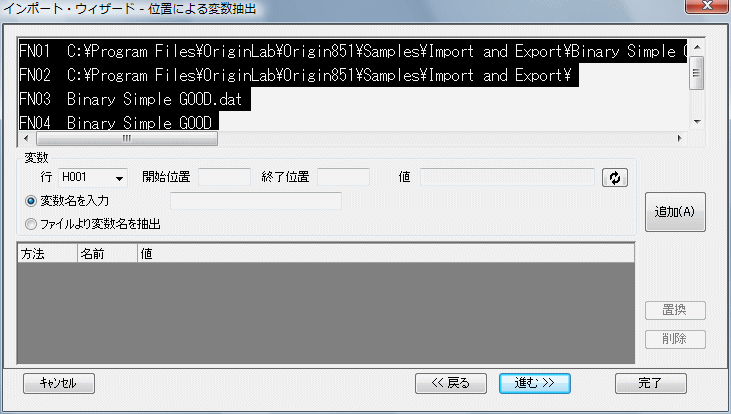 インポート・ウィザード - 位置による変数抽出
FN01 C:¥Program Files¥OriginLab¥Origin851¥Samples¥Import and Export¥Binary Simple
FN02 C:¥Program Files¥OriginLab¥Origin851¥Samples¥Import and Export¥
FN03 Binary Simple GOOD.dat
FN04 Binary Simple GOOD
変数
行 H001 開始位置 終了位置 値
変数名を入力
追加(A)
ファイルより変数名を抽出
方法 名前 値
置換
削除
キャンセル << 戻る 進む >> 完了